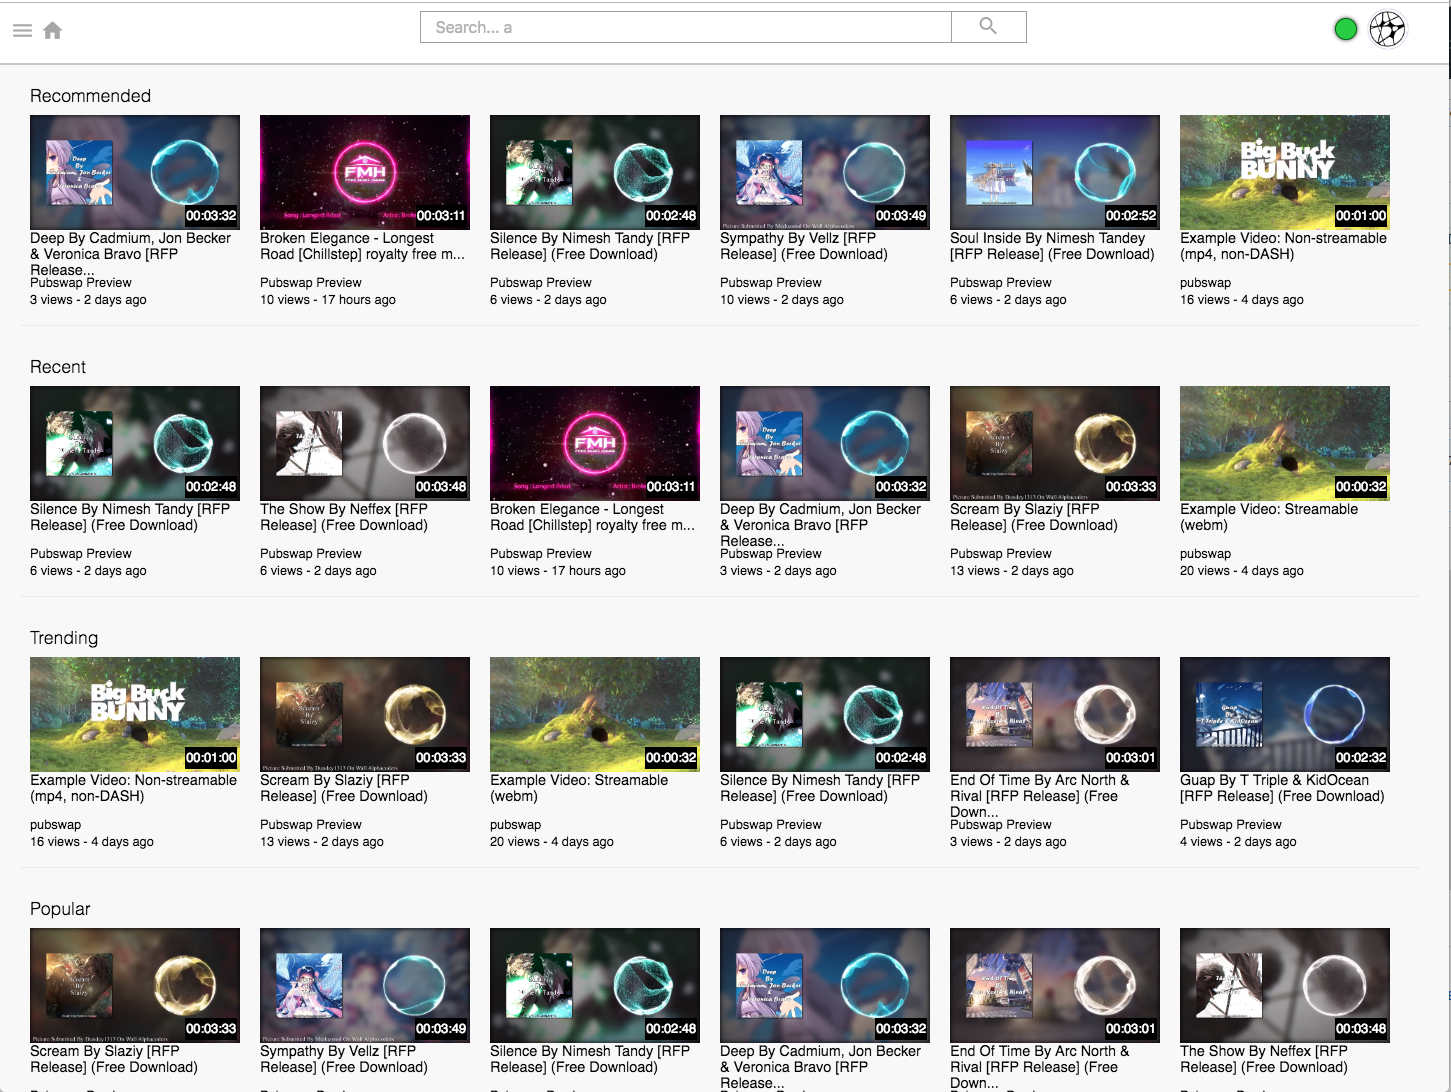 Search... a
Recommended
00:03:32
00:03:11
00:02:48
00:03:49
00:02:52
Big Buck
BUNNY
00:01:00
Deep By Cadmium, Jon Becker
& Veronica Bravo [RFP
Release...
Pubswap Preview
3 views - 2 days ago
FMH
Broken Elegance - Longest
Road [Chillstep] royalty free m...
Pubswap Preview
10 views - 17 hours ago
Silence By Nimesh Tandy [RFP
Release] (Free Download)
Pubswap Preview
6 views - 2 days ago
Sympathy By Vellz [RFP
Release] (Free Download)
Pubswap Preview
10 views - 2 days ago
Soul Inside By Nimesh Tandey
[RFP Release] (Free Download)
Pubswap Preview
6 views - 2 days ago
Example Video: Non-streamable
(mp4, non-DASH)
pubswap
16 views - 4 days ago
Recent
00:02:48
00:03:48
FMH
00:03:11
00:03:32
00:03:33
00:00:32
Silence By Nimesh Tandy [RFP
Release] (Free Download)
Pubswap Preview
6 views - 2 days ago
The Show By Neffex [RFP
Release] (Free Download)
Pubswap Preview
6 views - 2 days ago
Broken Elegance - Longest
Road [Chillstep] royalty free m...
Pubswap Preview
10 views - 17 hours ago
Deep By Cadmium, Jon Becker
& Veronica Bravo [RFP
Release...
Pubswap Preview
3 views - 2 days ago
Scream By Slaziy [RFP
Release] (Free Download)
Pubswap Preview
13 views - 2 days ago
Example Video: Streamable
(webm)
pubswap
20 views - 4 days ago
Trending
Big Buck
BUNNY
00:01:00
00:03:33
00:00:32
00:02:48
00:03:01
00:02:32
Example Video: Non-streamable
(mp4, non-DASH)
pubswap
16 views - 4 days ago
Scream By Slaziy [RFP
Release] (Free Download)
Pubswap Preview
13 views - 2 days ago
Example Video: Streamable
(webm)
pubswap
20 views - 4 days ago
Silence By Nimesh Tandy [RFP
Release] (Free Download)
Pubswap Preview
6 views - 2 days ago
End Of Time By Arc North &
Rival [RFP Release] (Free
Down...
Pubswap Preview
3 views - 2 days ago
Guap By T Triple & KidOcean
[RFP Release] (Free Download)
Pubswap Preview
4 views - 2 days ago
Popular
00:03:33
00:03:49
00:02:48
00:03:32
00:03:01
00:03:48
Scream By Slaziy [RFP
Release] (Free Download)
Sympathy By Vellz [RFP
Release] (Free Download)
Silence By Nimesh Tandy [RFP
Release] (Free Download)
Deep By Cadmium, Jon Becker
& Veronica Bravo [RFP
Release...
End Of Time By Arc North &
Rival [RFP Release] (Free
Down...
The Show By Neffex [RFP
Release] (Free Download)